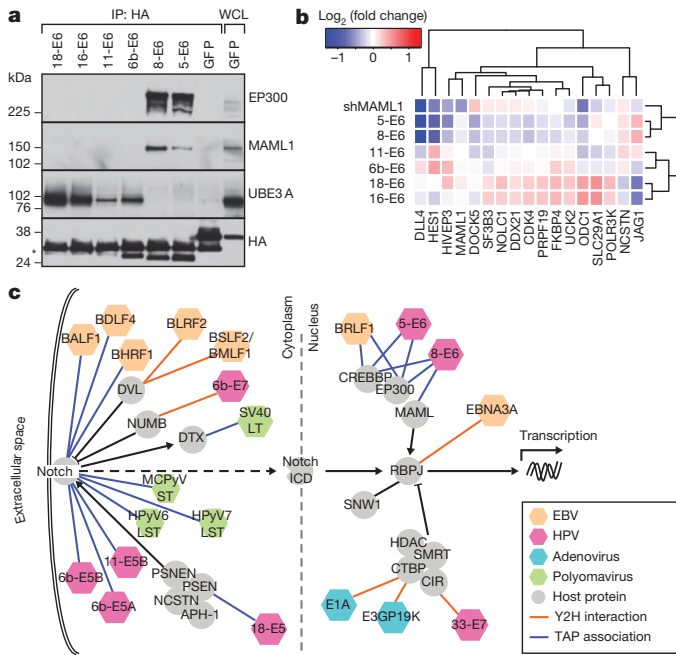 a
IP: HA
WCL
18-E6
16-E6
11-E6
6b-E6
8-E6
5-E6
GFP
GFP
kDa
225
EP300
150
102
MAML1
102
76
UBE3A
38
*
24
HA
b
Log2 (fold change)
−1 0 1
shMAML1
5-E6
8-E6
11-E6
6b-E6
18-E6
16-E6
DLL4
HES1
HIVEP3
MAML1
DOCK5
SF3B3
NOLC1
DDX21
CDK4
PRPF19
FKBP4
UCK2
ODC1
SLC29A1
POLR3K
NCSTN
JAG1
c
Extracellular space
Cytoplasm
Nucleus
BALF1
BDLF4
BHRF1
BLRF2
BSLF2/
BMLF1
DVL
6b-E7
NUMB
DTX
SV40
LT
Notch
MCPyV
ST
HPyV6
LST
HPyV7
LST
6b-E5B
11-E5B
6b-E5A
PSNEN
PSEN
NCSTN
APH-1
18-E5
Notch
ICD
BRLF1
5-E6
8-E6
CREBBP
EP300
MAML
EBNA3A
RBPJ
SNW1
Transcription
HDAC
SMRT
CTBP
CIR
E1A
E3GP19K
33-E7
EBV
HPV
Adenovirus
Polyomavirus
Host protein
Y2H interaction
TAP association